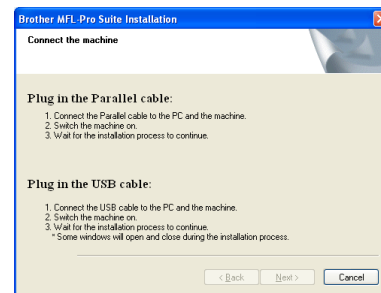 Brother MFL-Pro Suite Installation
Connect the machine
Plug in the Parallel cable:
1. Connect the Parallel cable to the PC and the machine.
2. Switch the machine on.
3. Wait for the installation process to continue.
Plug in the USB cable:
1. Connect the USB cable to the PC and the machine.
2. Switch the machine on.
3. Wait for the installation process to continue.
* Some windows will open and close during the installation process.
< Back Next > Cancel